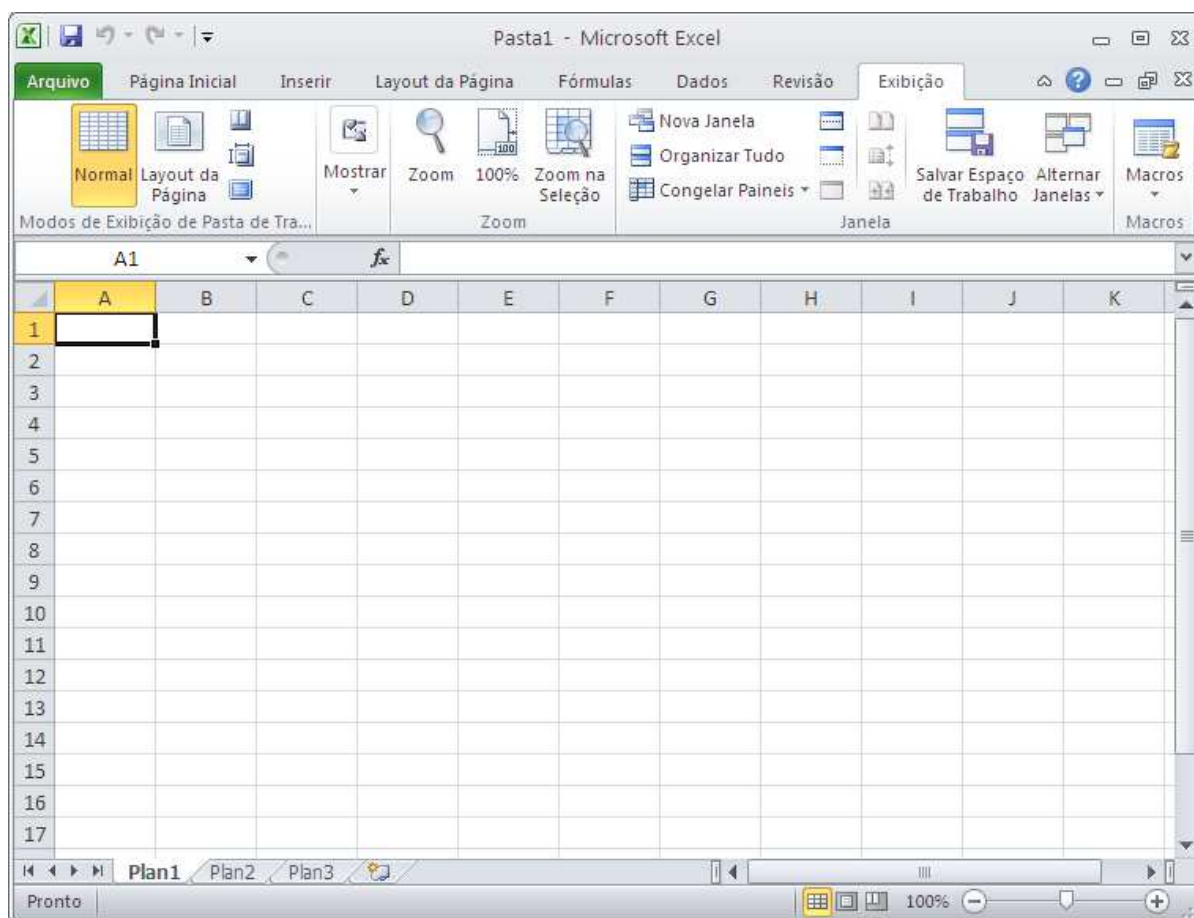 Pasta1 - Microsoft Excel
Arquivo Página Inicial Inserir Layout da Página Fórmulas Dados Revisão Exibição
Nova Janela
Organizar Tudo
Normal Layout da Página Mostrar Zoom 100% Zoom na Seleção Congelar Paineis Salvar Espaço de Trabalho Alternar Janelas Macros
Modos de Exibição de Pasta de Tra... Zoom Janela Macros
A1 fx
A B C D E F G H I J K
1
2
3
4
5
6
7
8
9
10
11
12
13
14
15
16
17
Plan1 Plan2 Plan3
Pronto 100%